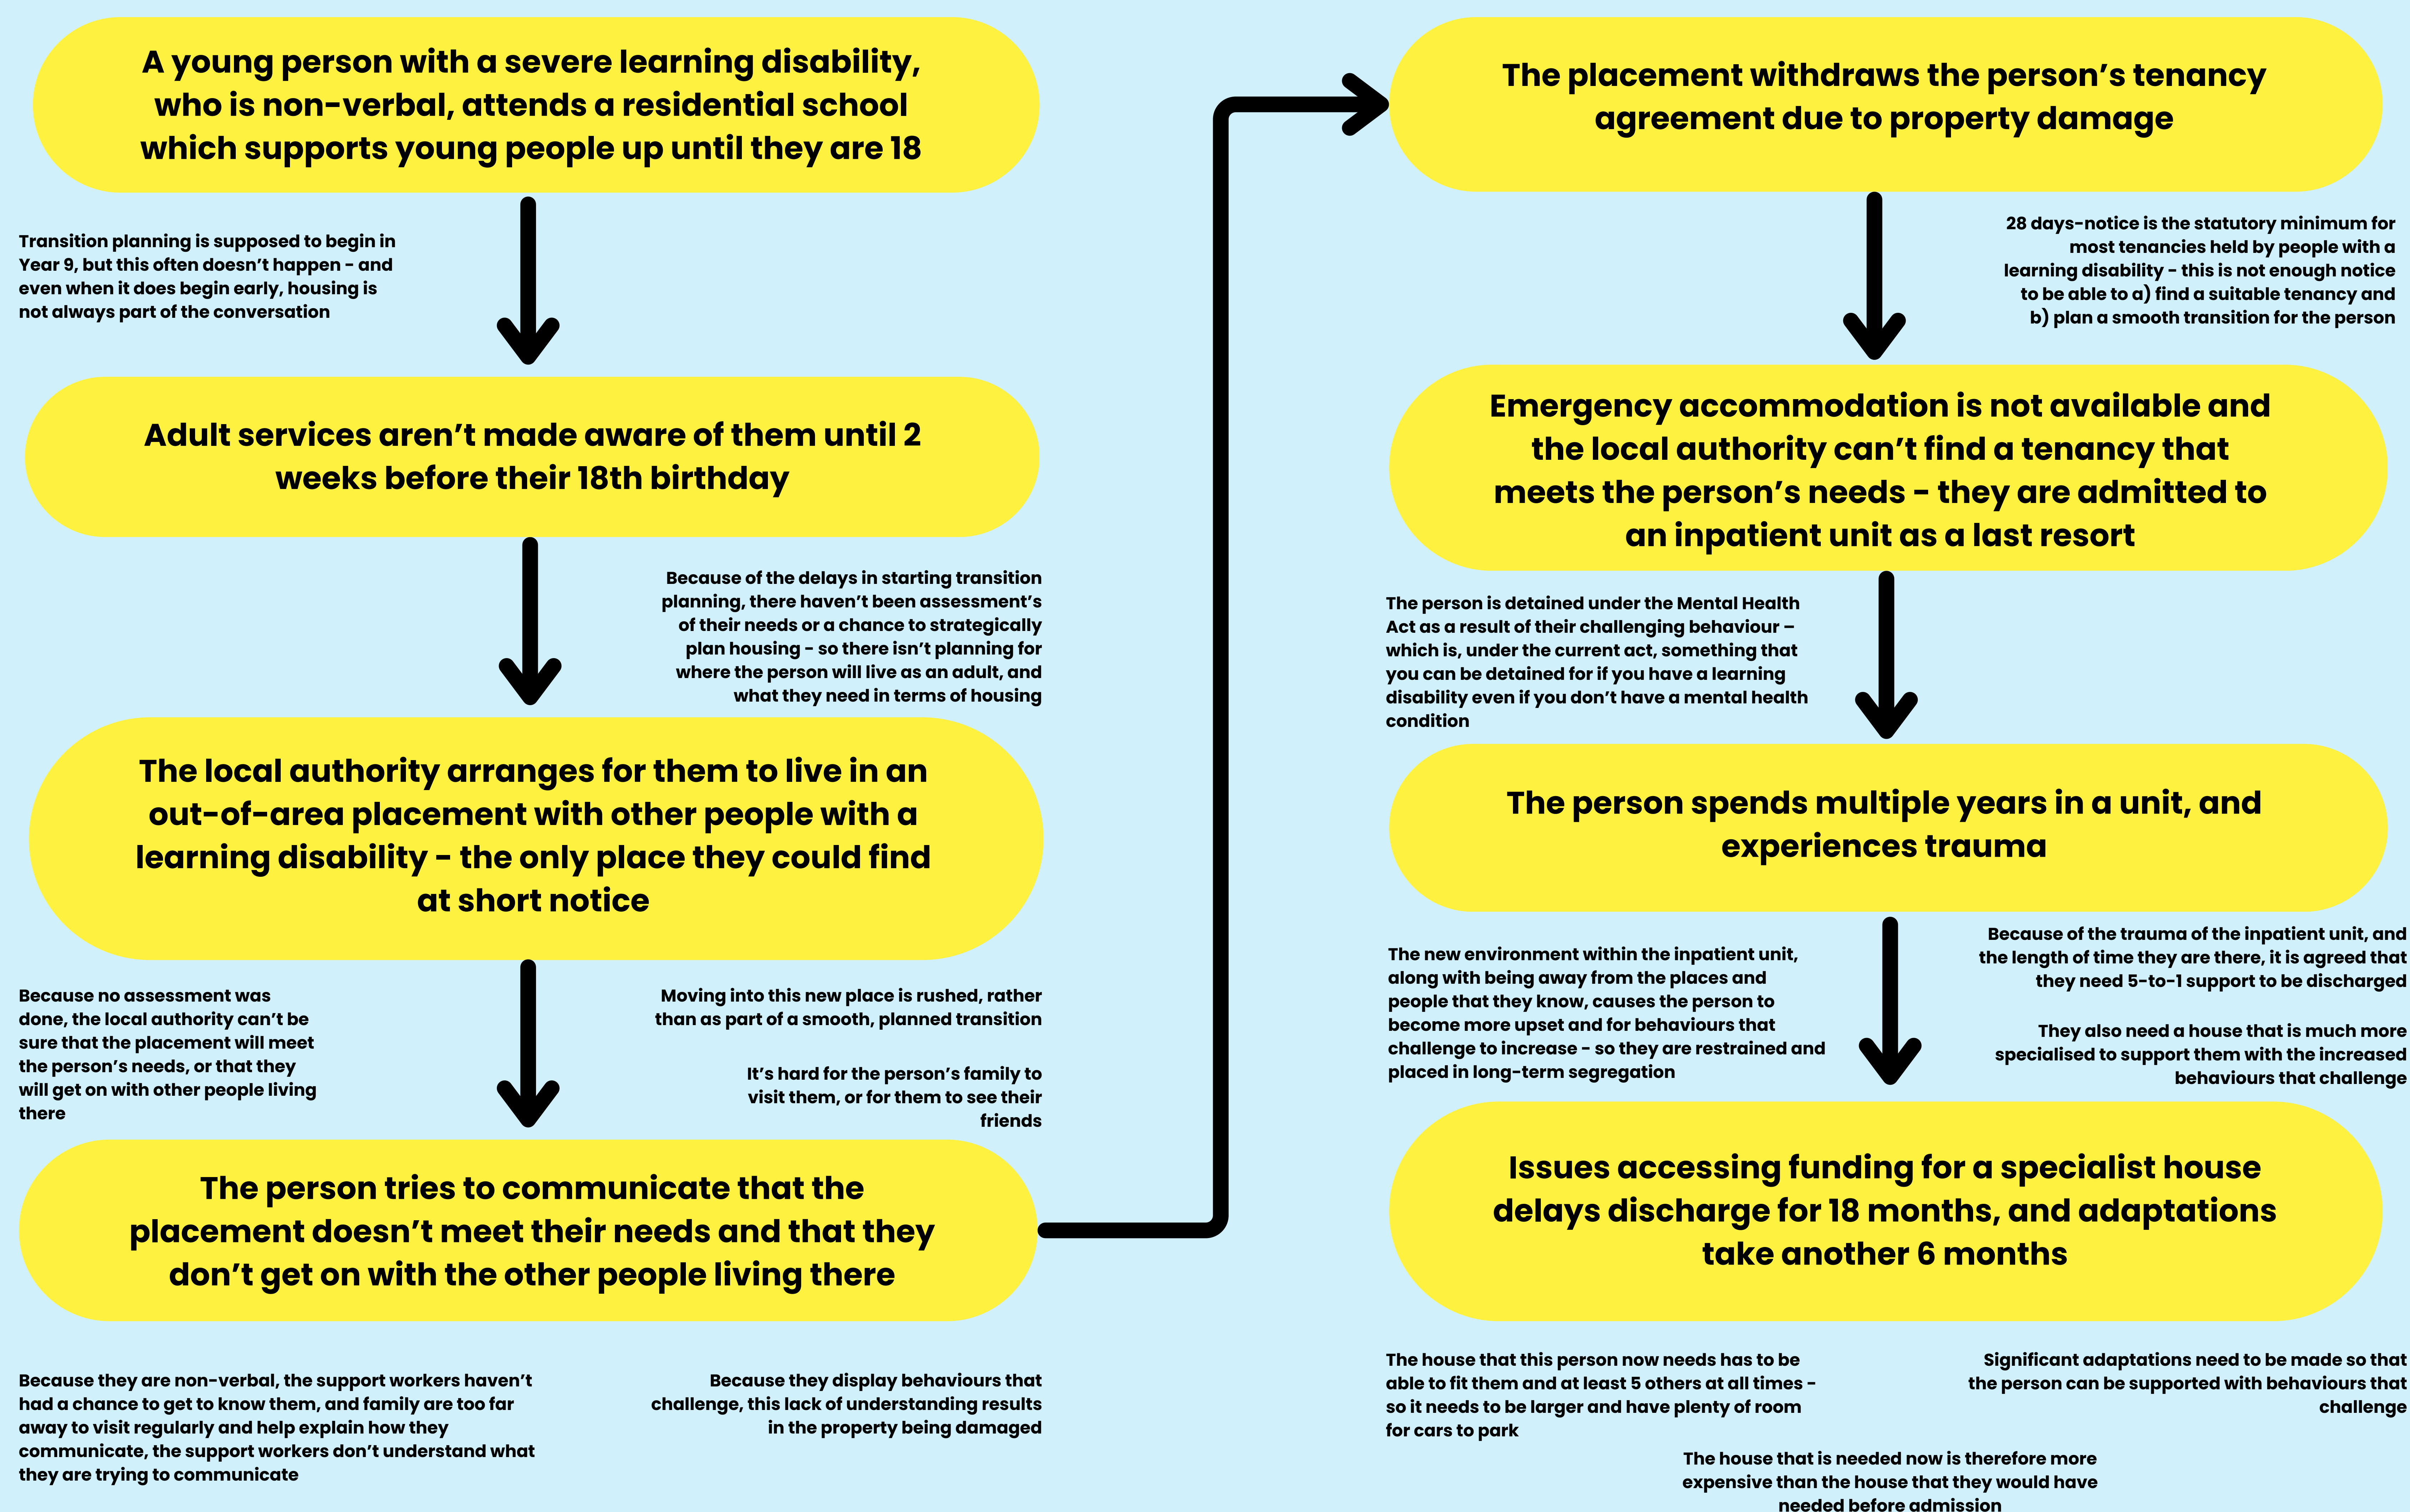 A young person with a severe learning disability,
who is non-verbal, attends a residential school
which supports young people up until they are 18
Transition planning is supposed to begin in
Year 9, but this often doesn’t happen - and
even when it does begin early, housing is
not always part of the conversation
Adult services aren’t made aware of them until 2
weeks before their 18th birthday
Because of the delays in starting transition
planning, there haven’t been assessment’s
of their needs or a chance to strategically
plan housing - so there isn’t planning for
where the person will live as an adult, and
what they need in terms of housing
The local authority arranges for them to live in an
out-of-area placement with other people with a
learning disability - the only place they could find
at short notice
Because no assessment was
done, the local authority can’t be
sure that the placement will meet
the person’s needs, or that they
will get on with other people living
there
Moving into this new place is rushed, rather
than as part of a smooth, planned transition
It’s hard for the person’s family to
visit them, or for them to see their
friends
The person tries to communicate that the
placement doesn’t meet their needs and that they
don’t get on with the other people living there
Because they are non-verbal, the support workers haven’t
had a chance to get to know them, and family are too far
away to visit regularly and help explain how they
communicate, the support workers don’t understand what
they are trying to communicate
Because they display behaviours that
challenge, this lack of understanding results
in the property being damaged
The placement withdraws the person’s tenancy
agreement due to property damage
28 days-notice is the statutory minimum for
most tenancies held by people with a
learning disability - this is not enough notice
to be able to a) find a suitable tenancy and
b) plan a smooth transition for the person
Emergency accommodation is not available and
the local authority can’t find a tenancy that
meets the person’s needs - they are admitted to
an inpatient unit as a last resort
The person is detained under the Mental Health
Act as a result of their challenging behaviour –
which is, under the current act, something that
you can be detained for if you have a learning
disability even if you don’t have a mental health
condition
The person spends multiple years in a unit, and
experiences trauma
The new environment within the inpatient unit,
along with being away from the places and
people that they know, causes the person to
become more upset and for behaviours that
challenge to increase - so they are restrained and
placed in long-term segregation
Because of the trauma of the inpatient unit, and
the length of time they are there, it is agreed that
they need 5-to-1 support to be discharged
They also need a house that is much more
specialised to support them with the increased
behaviours that challenge
Issues accessing funding for a specialist house
delays discharge for 18 months, and adaptations
take another 6 months
The house that this person now needs has to be
able to fit them and at least 5 others at all times -
so it needs to be larger and have plenty of room
for cars to park
Significant adaptations need to be made so that
the person can be supported with behaviours that
challenge
The house that is needed now is therefore more
expensive than the house that they would have
needed before admission